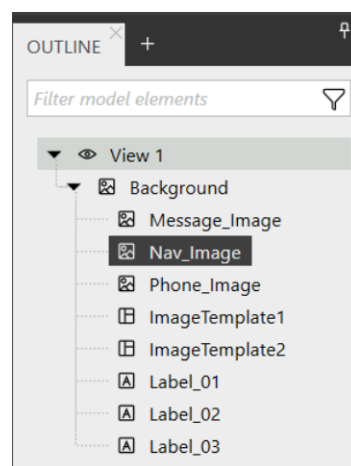 OUTLINE
Filter model elements
View 1
Background
Message_Image
Nav_Image
Phone_Image
ImageTemplate1
ImageTemplate2
Label_01
Label_02
Label_03